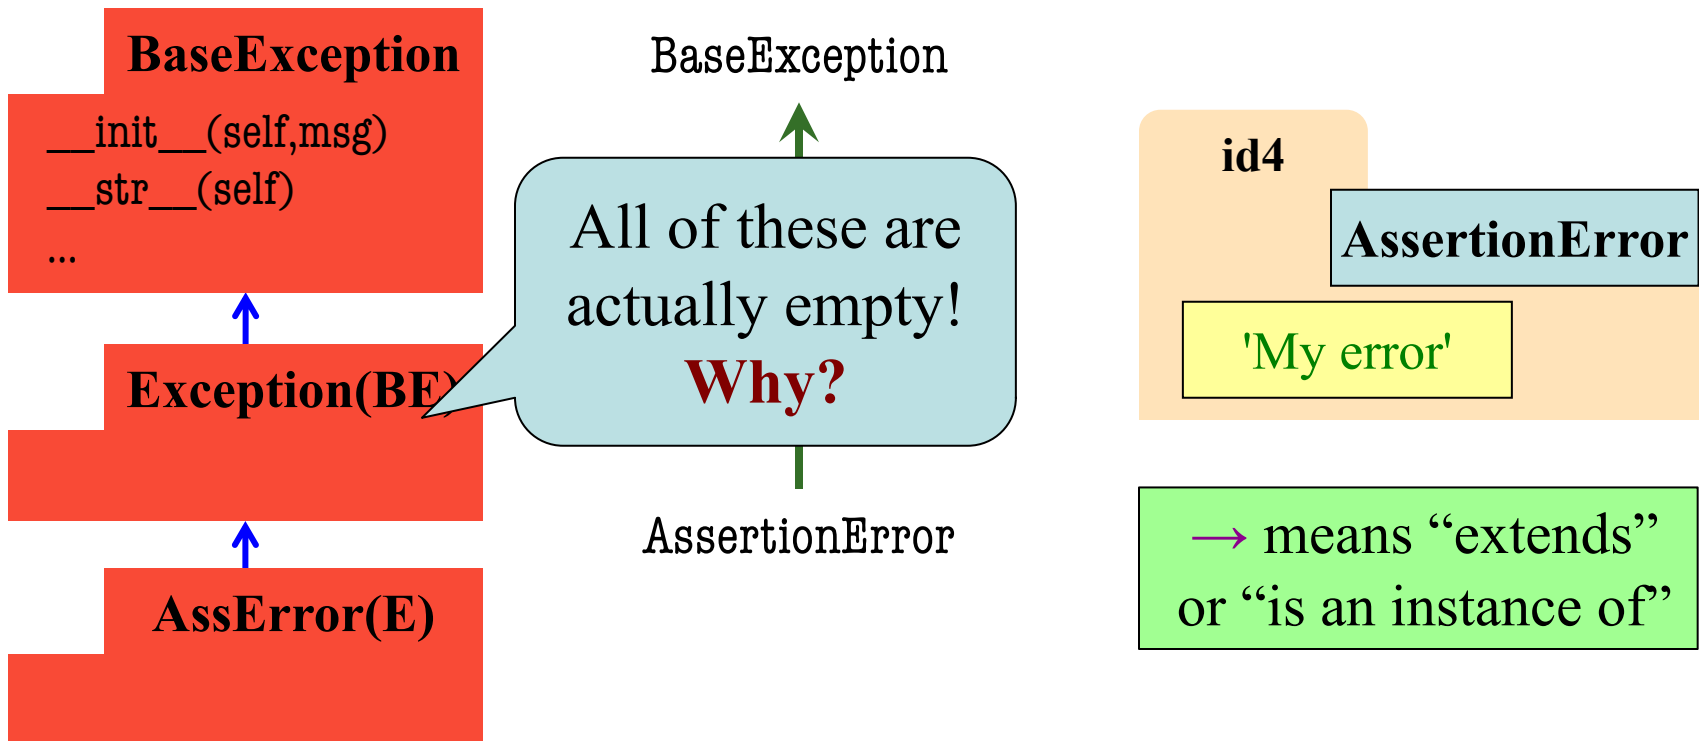 BaseException
__init__(self,msg)
__str__(self)
...
Exception(BE)
AssError(E)
BaseException
All of these are
actually empty!
Why?
AssertionError
id4
AssertionError
'My error'
→ means “extends”
or “is an instance of”